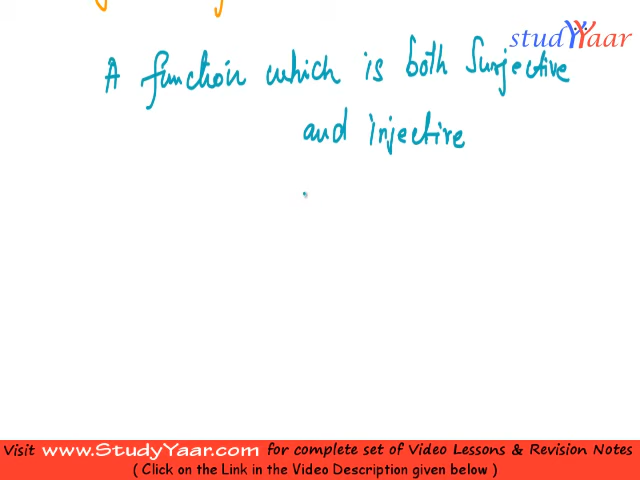 studYYaar
A function which is both Surjective
and injective
Visit www.StudyYaar.com for complete set of Video Lessons & Revision Notes
( Click on the Link in the Video Description given below )